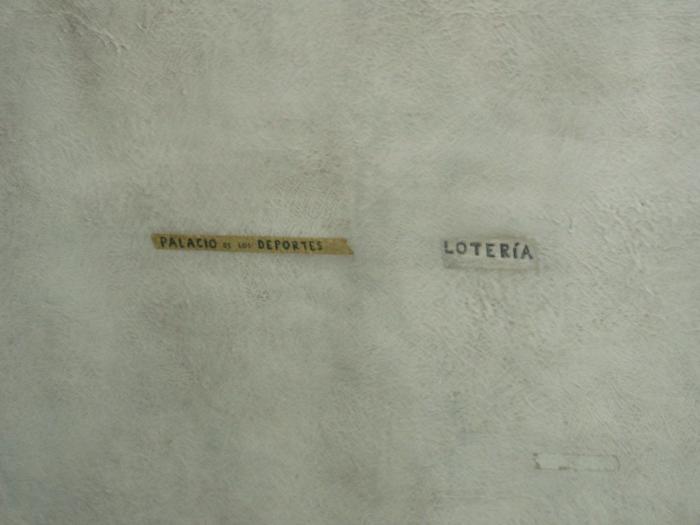 PALACIO DE LOS DEPORTES
LOTERÍA